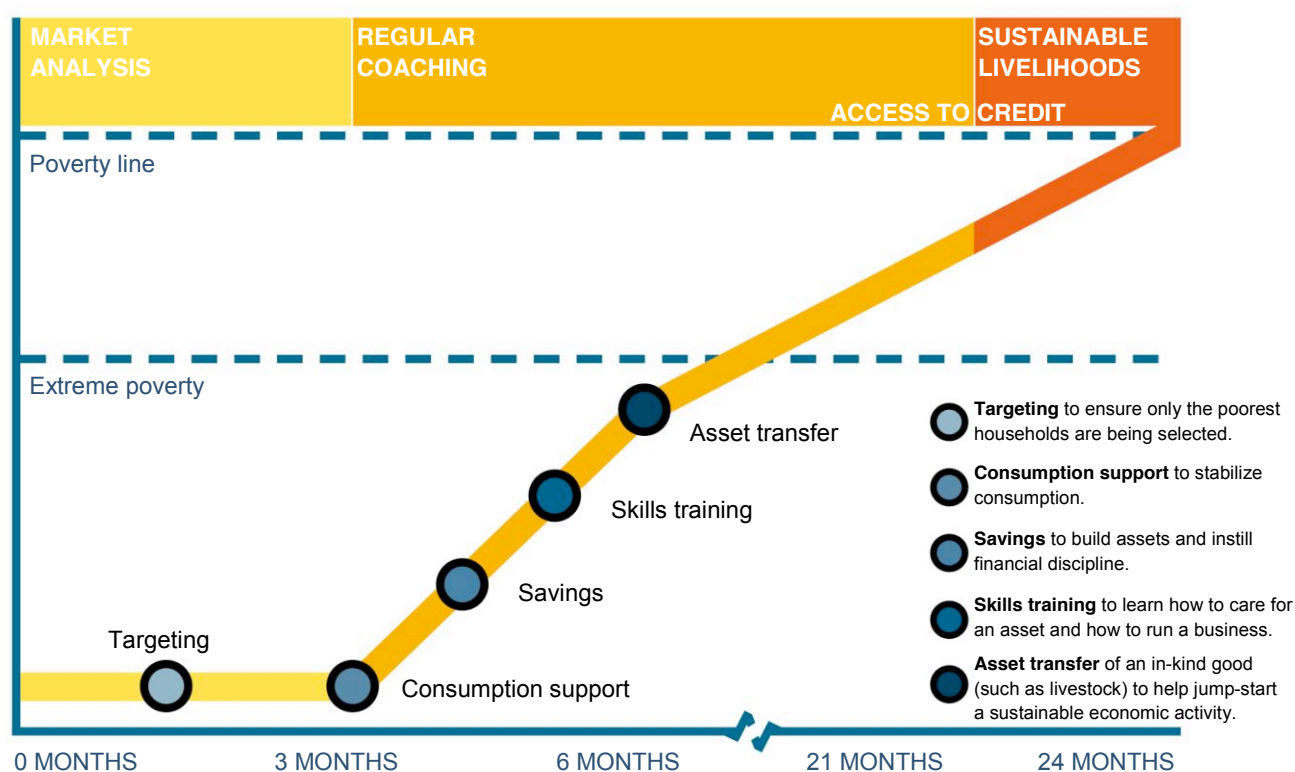 MARKET
ANALYSIS
REGULAR
COACHING
SUSTAINABLE
LIVELIHOODS
ACCESS TO CREDIT
Poverty line
Extreme poverty
Asset transfer
Skills training
Savings
Targeting
Consumption support
Targeting to ensure only the poorest
households are being selected.
Consumption support to stabilize
consumption.
Savings to build assets and instill
financial discipline.
Skills training to learn how to care for
an asset and how to run a business.
Asset transfer of an in-kind good
(such as livestock) to help jump-start
a sustainable economic activity.
0 MONTHS
3 MONTHS
6 MONTHS
21 MONTHS
24 MONTHS